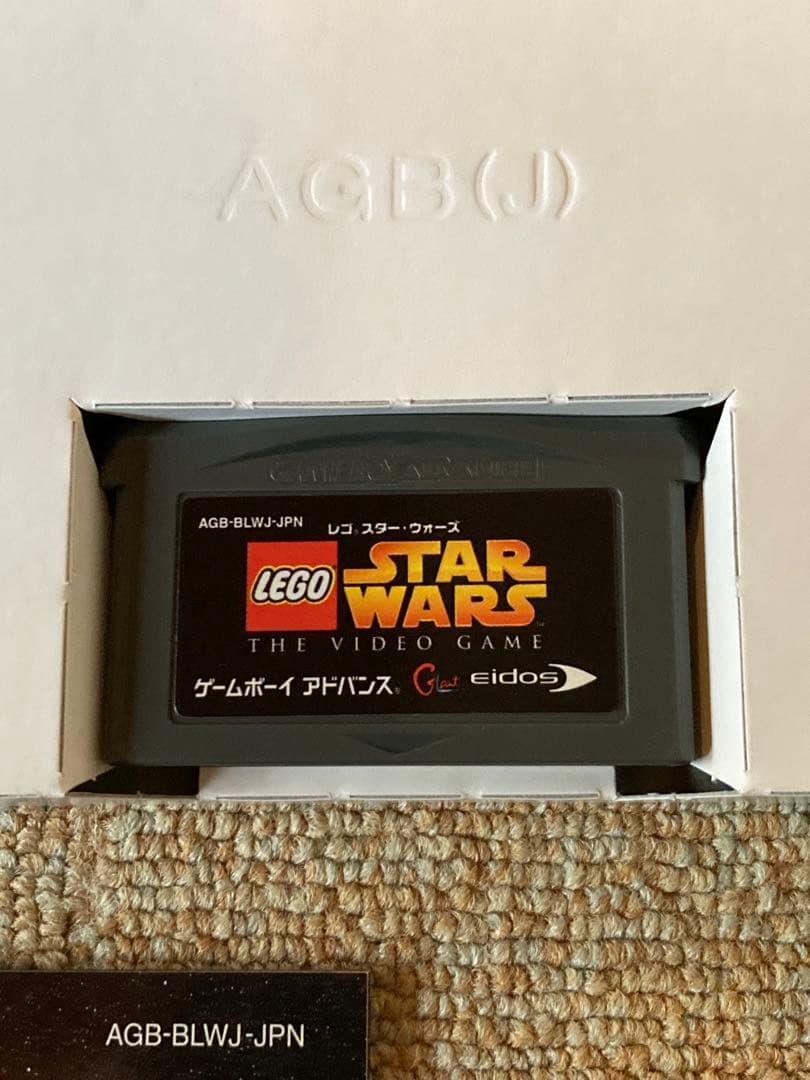 AGB(J)
GAME BOY ADVANCE
AGB-BLWJ-JPN
レゴ® スター・ウォーズ
LEGO
STAR WARS™
THE VIDEO GAME
ゲームボーイ アドバンス®
Eidos
AGB-BLWJ-JPN